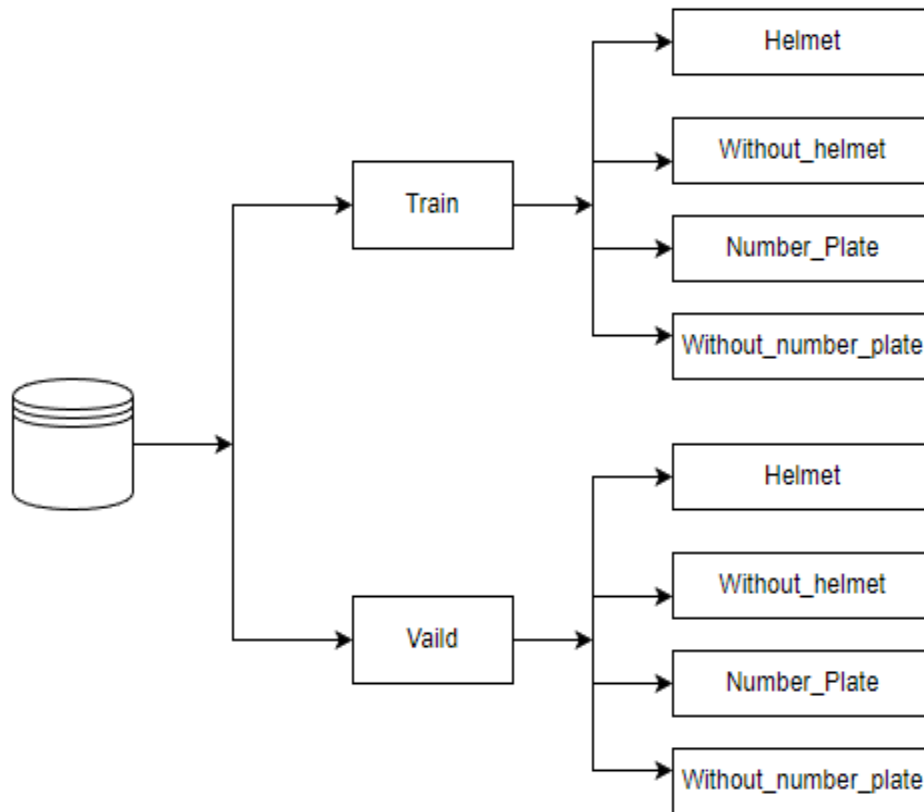 Helmet
Without_helmet
Train
Number_Plate
Without_number_plate
Helmet
Without_helmet
Vaild
Number_Plate
Without_number_plate